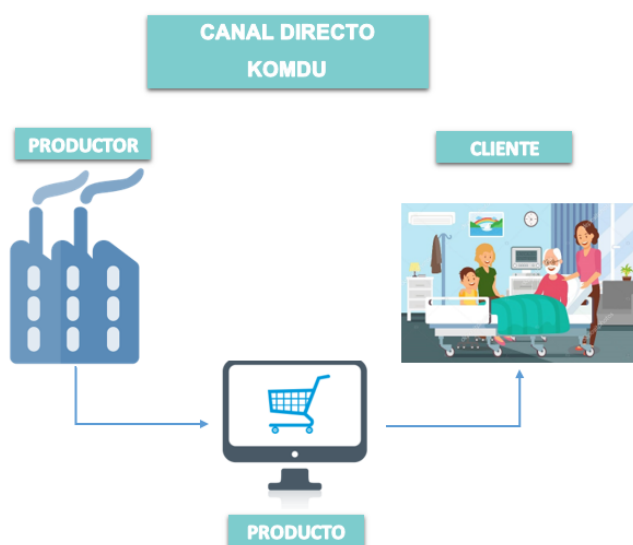 CANAL DIRECTO
KOMDU
PRODUCTOR
CLIENTE
PRODUCTO